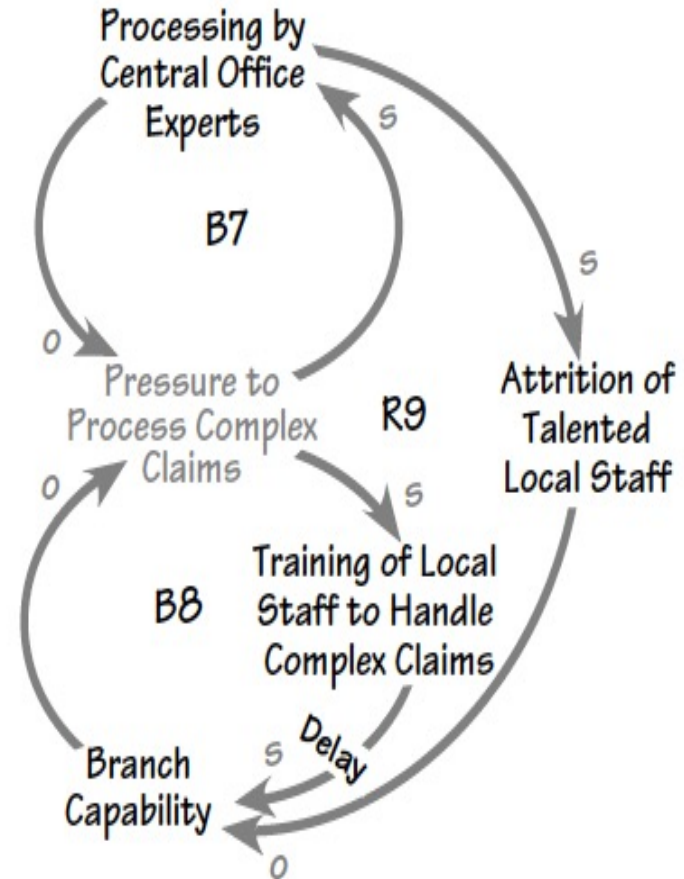 Processing by
Central Office
Experts
s
B7
s
o
Pressure to
Process Complex
Claims
Attrition of
Talented
Local Staff
R9
o
s
Training of Local
Staff to Handle
Complex Claims
B8
Delay
s
Branch
Capability
o